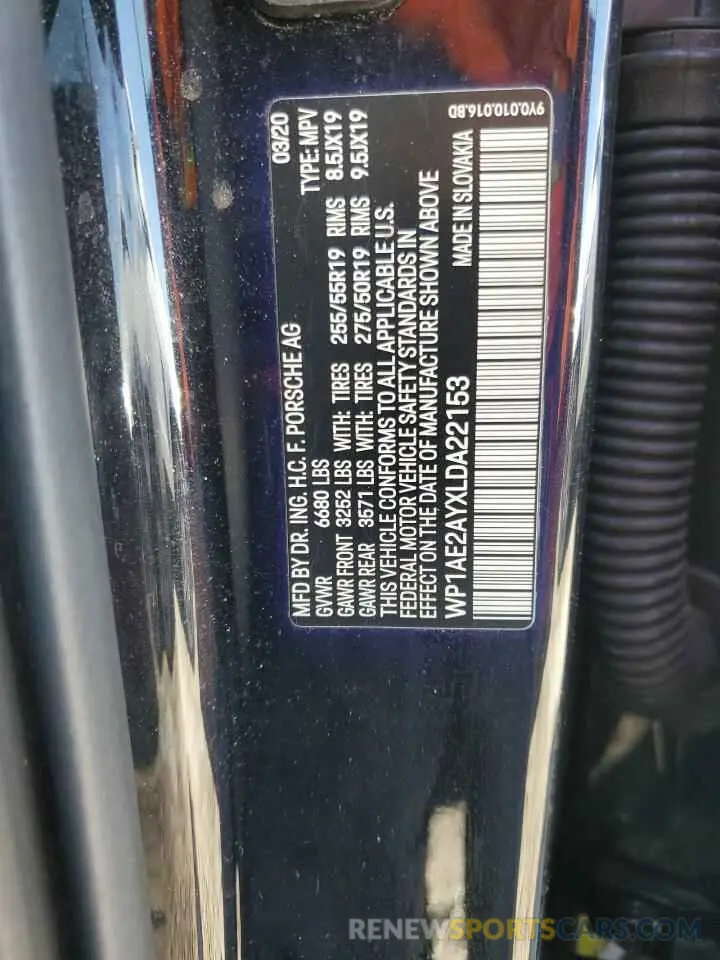 MFD BY DR. ING. H.C. F. PORSCHE AG 03/20
GVWR 6680 LBS TYPE: MPV
GAWR FRONT 3252 LBS WITH: TIRES 255/55R19 RIMS 8.5JX19
GAWR REAR 3571 LBS WITH: TIRES 275/50R19 RIMS 9.5JX19
THIS VEHICLE CONFORMS TO ALL APPLICABLE U.S.
FEDERAL MOTOR VEHICLE SAFETY STANDARDS IN
EFFECT ON THE DATE OF MANUFACTURE SHOWN ABOVE
WP1AE2AYXLDA22153 MADE IN SLOVAKIA
9Y0.010.016.BD
RENEWSPORTSCARS.COM